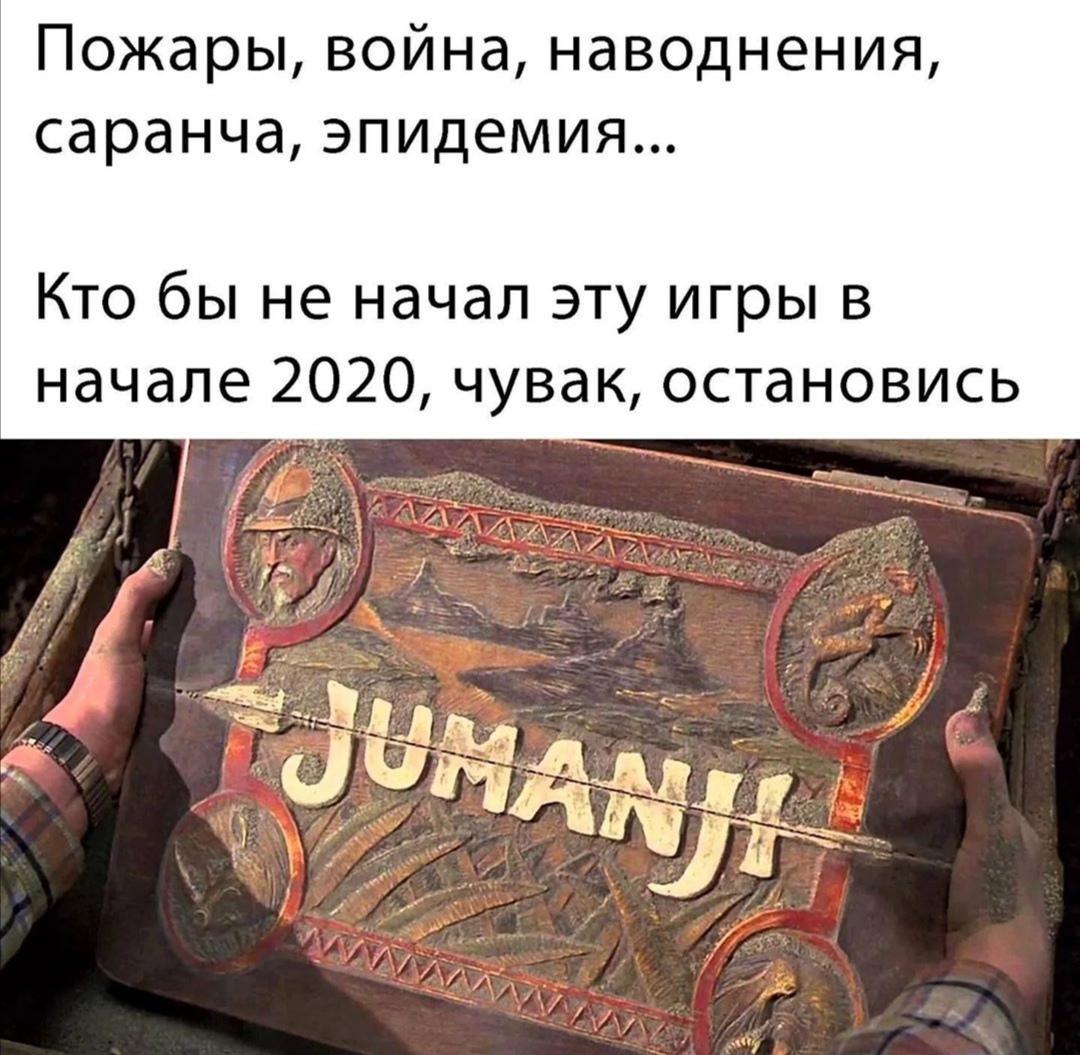 Пожары, война, наводнения,
саранча, эпидемия...
Кто бы не начал эту игры в
начале 2020, чувак, остановись
JUMANJI